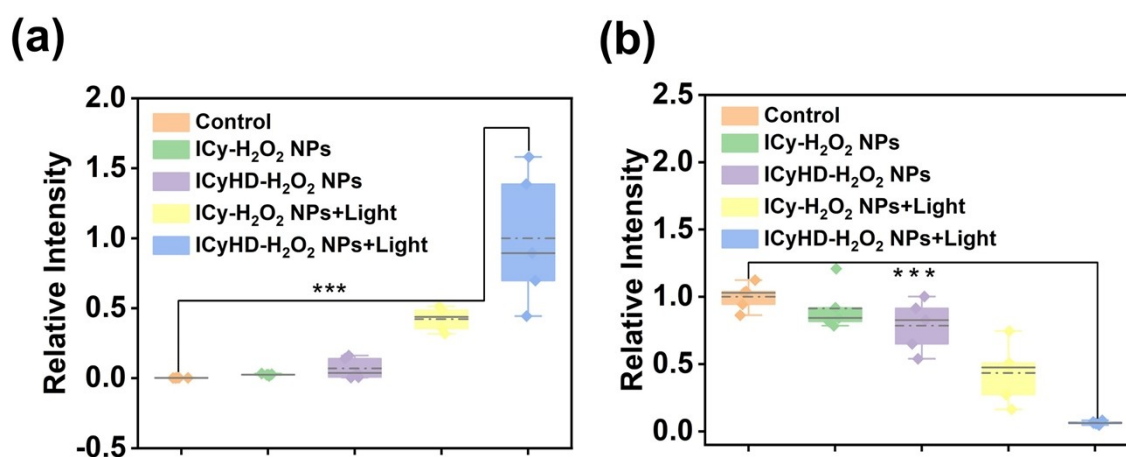 (a)
Relative Intensity
2.0
1.5
1.0
0.5
0.0
-0.5
Control
ICy-H₂O₂ NPs
ICyHD-H₂O₂ NPs
ICy-H₂O₂ NPs+Light
ICyHD-H₂O₂ NPs+Light
***
(b)
Relative Intensity
2.5
2.0
1.5
1.0
0.5
0.0
Control
ICy-H₂O₂ NPs
ICyHD-H₂O₂ NPs
ICy-H₂O₂ NPs+Light
ICyHD-H₂O₂ NPs+Light
***